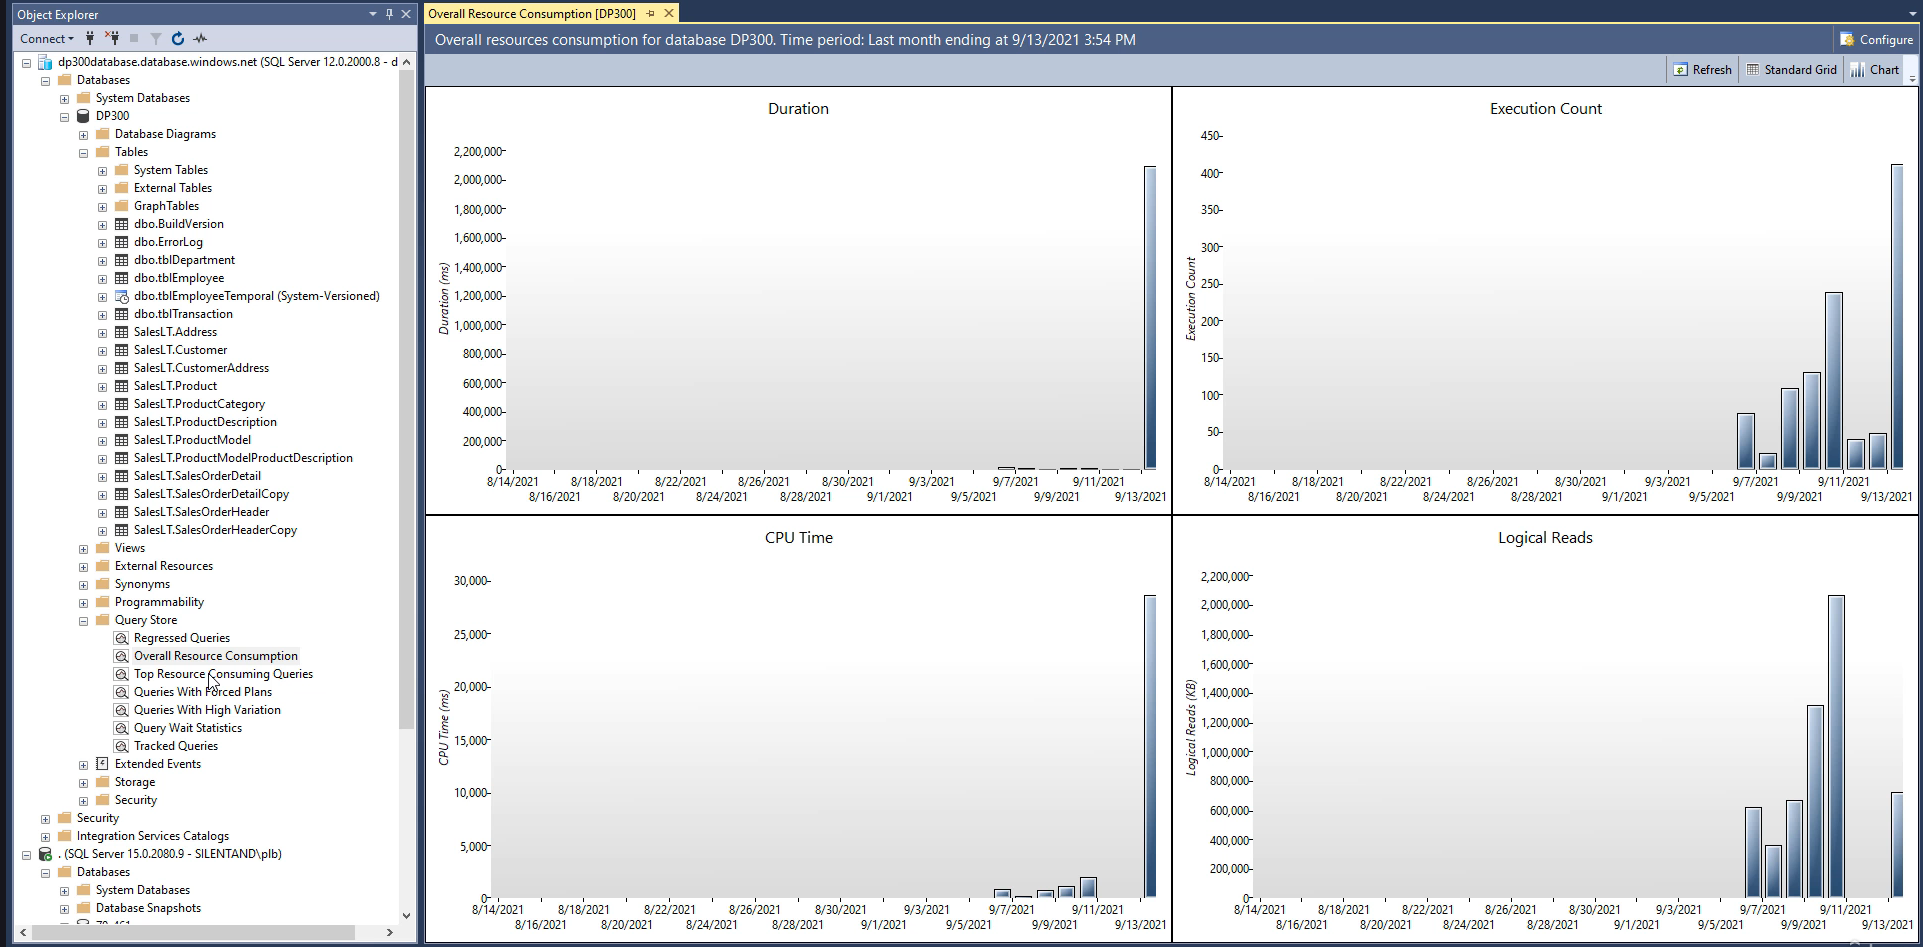 Object Explorer
Connect
dp300database.database.windows.net (SQL Server 12.0.2000.8 - d
Databases
System Databases
DP300
Database Diagrams
Tables
System Tables
External Tables
GraphTables
dbo.BuildVersion
dbo.ErrorLog
dbo.tblDepartment
dbo.tblEmployee
dbo.tblEmployeeTemporal (System-Versioned)
dbo.tblTransaction
SalesLT.Address
SalesLT.Customer
SalesLT.CustomerAddress
SalesLT.Product
SalesLT.ProductCategory
SalesLT.ProductDescription
SalesLT.ProductModel
SalesLT.ProductModelProductDescription
SalesLT.SalesOrderDetail
SalesLT.SalesOrderDetailCopy
SalesLT.SalesOrderHeader
SalesLT.SalesOrderHeaderCopy
Views
External Resources
Synonyms
Programmability
Query Store
Regressed Queries
Overall Resource Consumption
Top Resource Consuming Queries
Queries With Forced Plans
Queries With High Variation
Query Wait Statistics
Tracked Queries
Extended Events
Storage
Security
Security
Integration Services Catalogs
. (SQL Server 15.0.2080.9 - SILENTAND\plb)
Databases
System Databases
Database Snapshots
Overall Resource Consumption [DP300]
Overall resources consumption for database DP300. Time period: Last month ending at 9/13/2021 3:54 PM
Configure
Refresh Standard Grid Chart
Duration
Duration (ms)
2,200,000
2,000,000
1,800,000
1,600,000
1,400,000
1,200,000
1,000,000
800,000
600,000
400,000
200,000
0
8/14/2021 8/18/2021 8/22/2021 8/26/2021 8/30/2021 9/3/2021 9/7/2021 9/11/2021
8/16/2021 8/20/2021 8/24/2021 8/28/2021 9/1/2021 9/5/2021 9/9/2021 9/13/2021
Execution Count
Execution Count
450
400
350
300
250
200
150
100
50
0
8/14/2021 8/18/2021 8/22/2021 8/26/2021 8/30/2021 9/3/2021 9/7/2021 9/11/2021
8/16/2021 8/20/2021 8/24/2021 8/28/2021 9/1/2021 9/5/2021 9/9/2021 9/13/2021
CPU Time
CPU Time (ms)
30,000
25,000
20,000
15,000
10,000
5,000
0
8/14/2021 8/18/2021 8/22/2021 8/26/2021 8/30/2021 9/3/2021 9/7/2021 9/11/2021
8/16/2021 8/20/2021 8/24/2021 8/28/2021 9/1/2021 9/5/2021 9/9/2021 9/13/2021
Logical Reads
Logical Reads (KB)
2,200,000
2,000,000
1,800,000
1,600,000
1,400,000
1,200,000
1,000,000
800,000
600,000
400,000
200,000
0
8/14/2021 8/18/2021 8/22/2021 8/26/2021 8/30/2021 9/3/2021 9/7/2021 9/11/2021
8/16/2021 8/20/2021 8/24/2021 8/28/2021 9/1/2021 9/5/2021 9/9/2021 9/13/2021